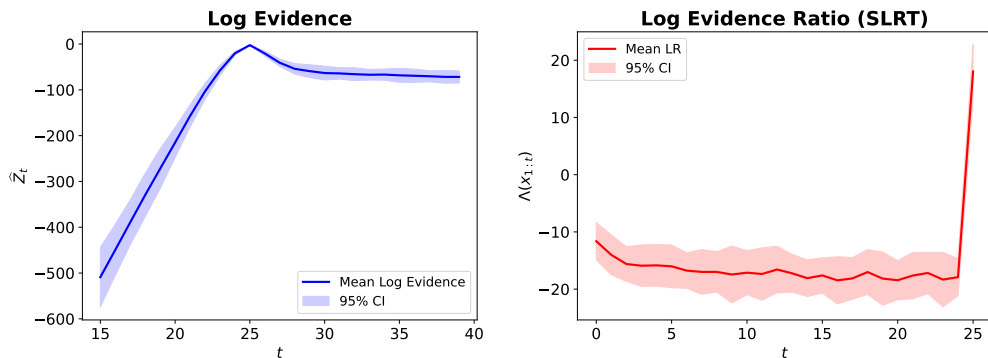 Log Evidence
0
−100
−200
−300
−400
−500
−600
Ẑₜ
Mean Log Evidence
95% CI
15 20 25 30 35 40
t
Log Evidence Ratio (SLRT)
Mean LR
95% CI
20
10
0
−10
−20
Λ(x₁:ₜ)
0 5 10 15 20 25
t